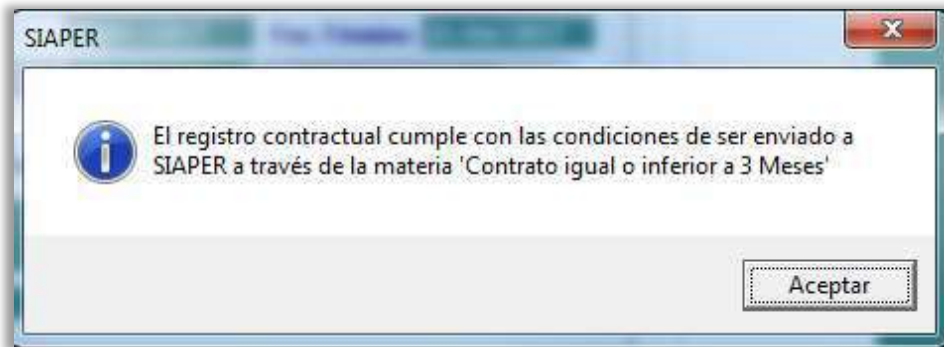 SIAPER
El registro contractual cumple con las condiciones de ser enviado a
SIAPER a través de la materia 'Contrato igual o inferior a 3 Meses'
Aceptar